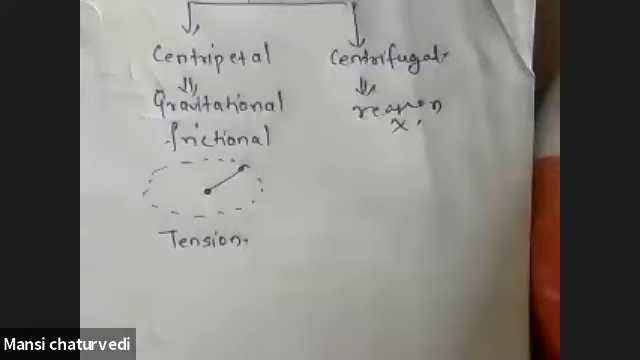 Centripetal
Centrifugal.
Gravitational
reason
x.
frictional
Tension.
Mansi chaturvedi